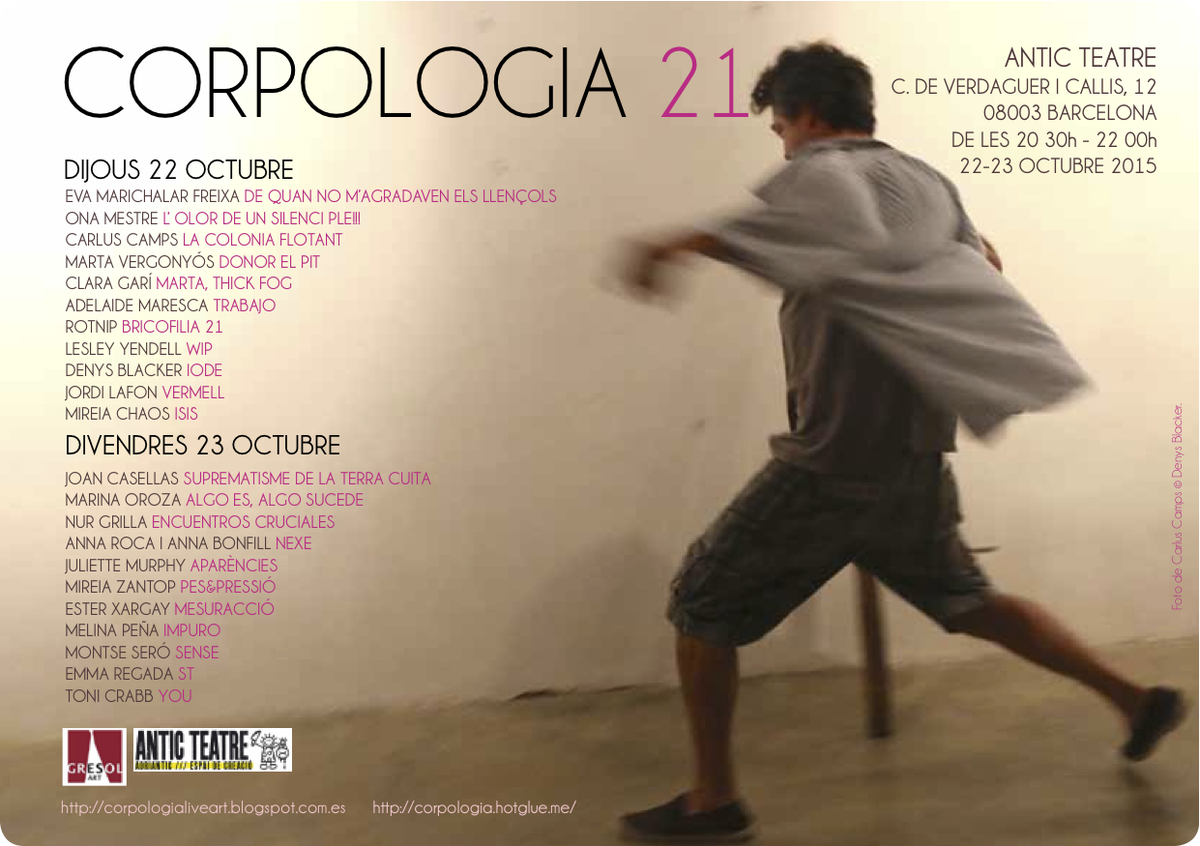 CORPOLOGIA 21
ANTIC TEATRE
C. DE VERDAGUER I CALLIS, 12
08003 BARCELONA
DE LES 20 30h - 22 00h
22-23 OCTUBRE 2015
DIJOUS 22 OCTUBRE
EVA MARICHALAR FREIXA DE QUAN NO M'AGRADAVEN ELS LLENÇOLS
ONA MESTRE L' OLOR DE UN SILENCI PLE!!!
CARLUS CAMPS LA COLONIA FLOTANT
MARTA VERGONYÓS DONOR EL PIT
CLARA GARÍ MARTA, THICK FOG
ADELAIDE MARESCA TRABAJO
ROTNIP BRICOFILIA 21
LESLEY YENDELL WIP
DENYS BLACKER IODE
JORDI LAFON VERMELL
MIREIA CHAOS ISIS
DIVENDRES 23 OCTUBRE
JOAN CASELLAS SUPREMATISME DE LA TERRA CUITA
MARINA OROZA ALGO ES, ALGO SUCEDE
NUR GRILLA ENCUENTROS CRUCIALES
ANNA ROCA I ANNA BONFILL NEXE
JULIETTE MURPHY APARÈNCIES
MIREIA ZANTOP PES&PRESSIÓ
ESTER XARGAY MESURACCIÓ
MELINA PEÑA IMPURO
MONTSE SERÓ SENSE
EMMA REGADA ST
TONI CRABB YOU
Foto de Carlus Camps © Denys Blacker.
GRESOL
ART
ANTIC TEATRE
ADRIANTIC /// ESPAI DE CREACIÓ
http://corpologialiveart.blogspot.com.es http://corpologia.hotglue.me/